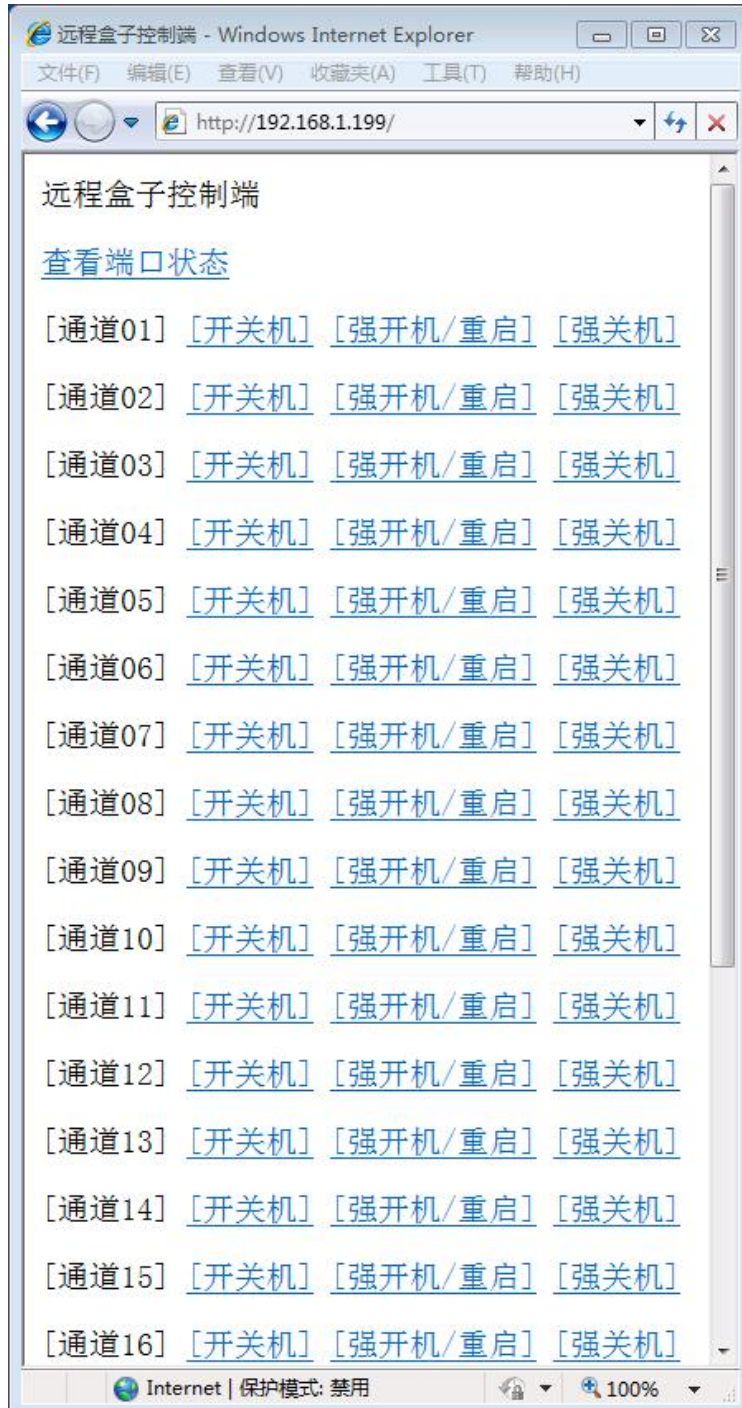 远程盒子控制端 - Windows Internet Explorer
文件(F) 编辑(E) 查看(V) 收藏夹(A) 工具(T) 帮助(H)
http://192.168.1.199/
远程盒子控制端
查看端口状态
[通道01] [开关机] [强开机/重启] [强关机]
[通道02] [开关机] [强开机/重启] [强关机]
[通道03] [开关机] [强开机/重启] [强关机]
[通道04] [开关机] [强开机/重启] [强关机]
[通道05] [开关机] [强开机/重启] [强关机]
[通道06] [开关机] [强开机/重启] [强关机]
[通道07] [开关机] [强开机/重启] [强关机]
[通道08] [开关机] [强开机/重启] [强关机]
[通道09] [开关机] [强开机/重启] [强关机]
[通道10] [开关机] [强开机/重启] [强关机]
[通道11] [开关机] [强开机/重启] [强关机]
[通道12] [开关机] [强开机/重启] [强关机]
[通道13] [开关机] [强开机/重启] [强关机]
[通道14] [开关机] [强开机/重启] [强关机]
[通道15] [开关机] [强开机/重启] [强关机]
[通道16] [开关机] [强开机/重启] [强关机]
Internet | 保护模式: 禁用 100%